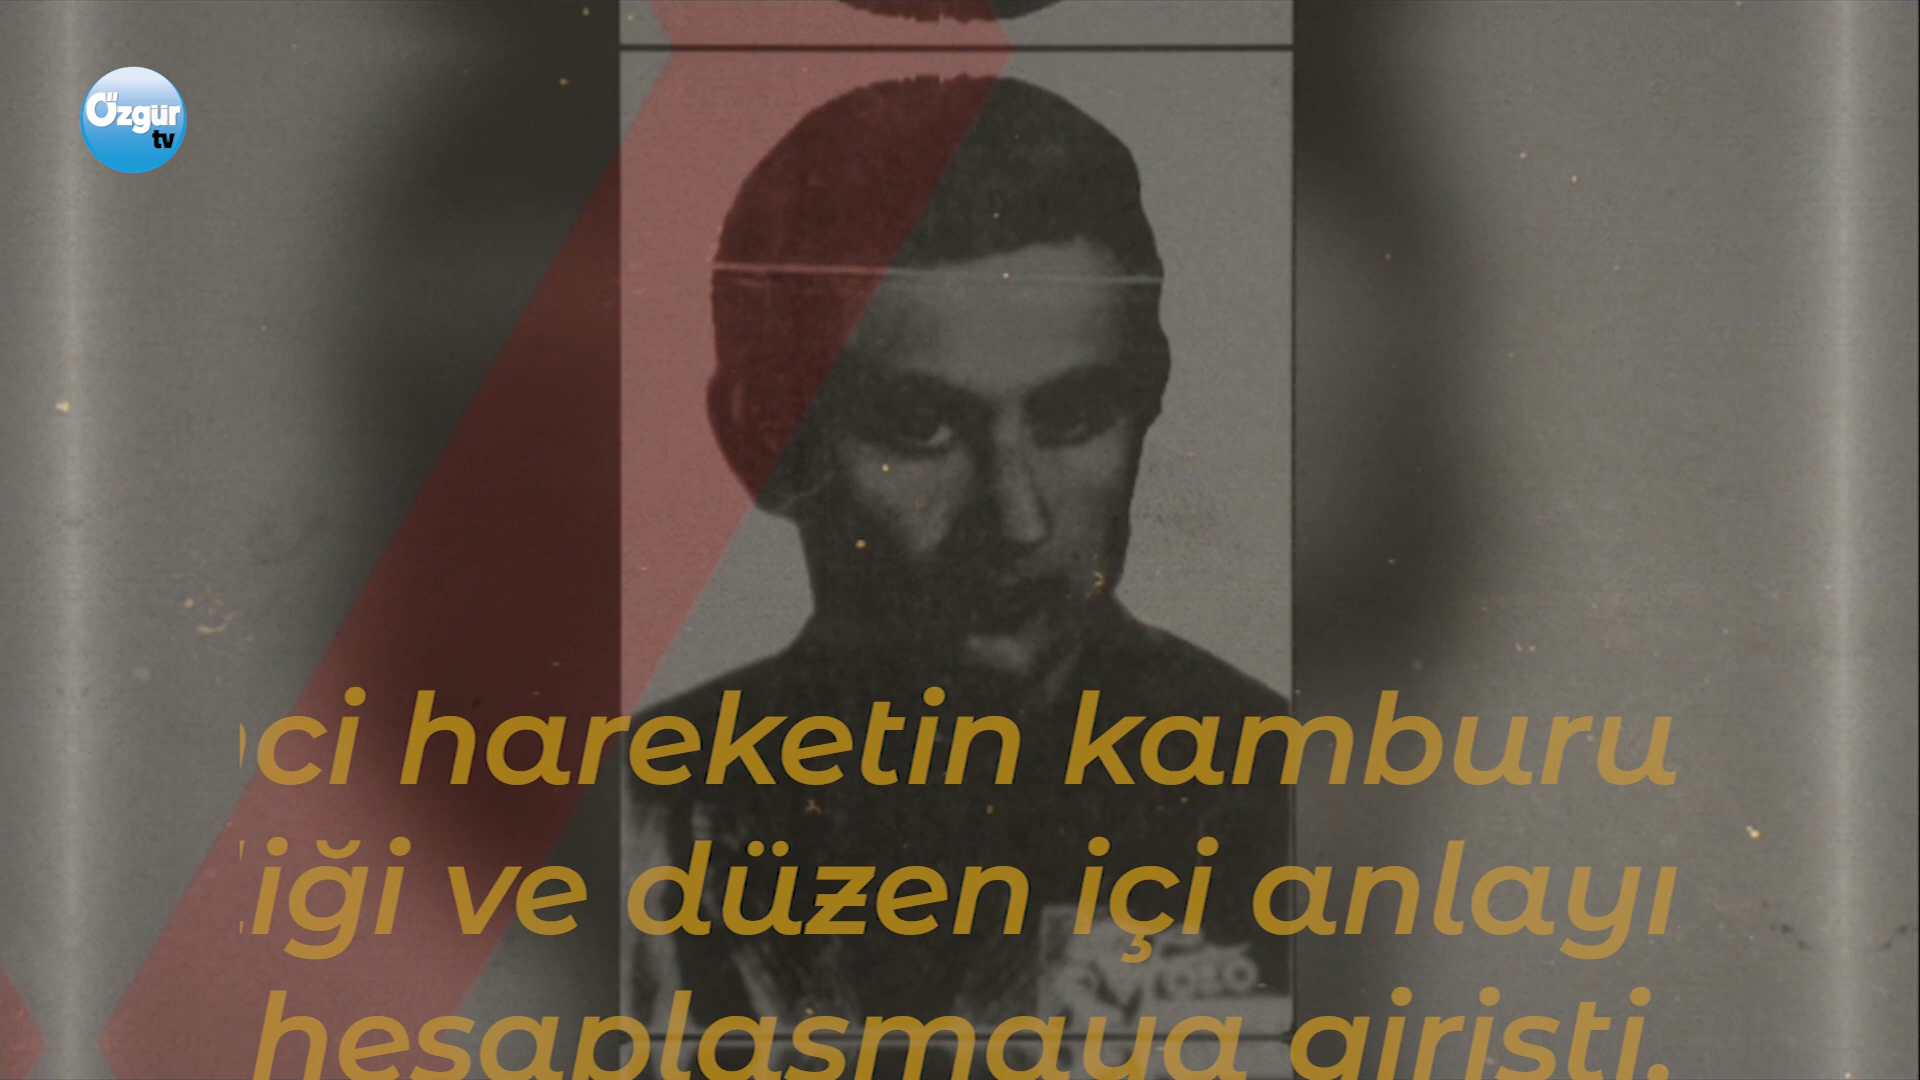 Özgür
tv
ci hareketin kamburu
iği ve düzen içi anlayı
hesaplaşmaya girişti.